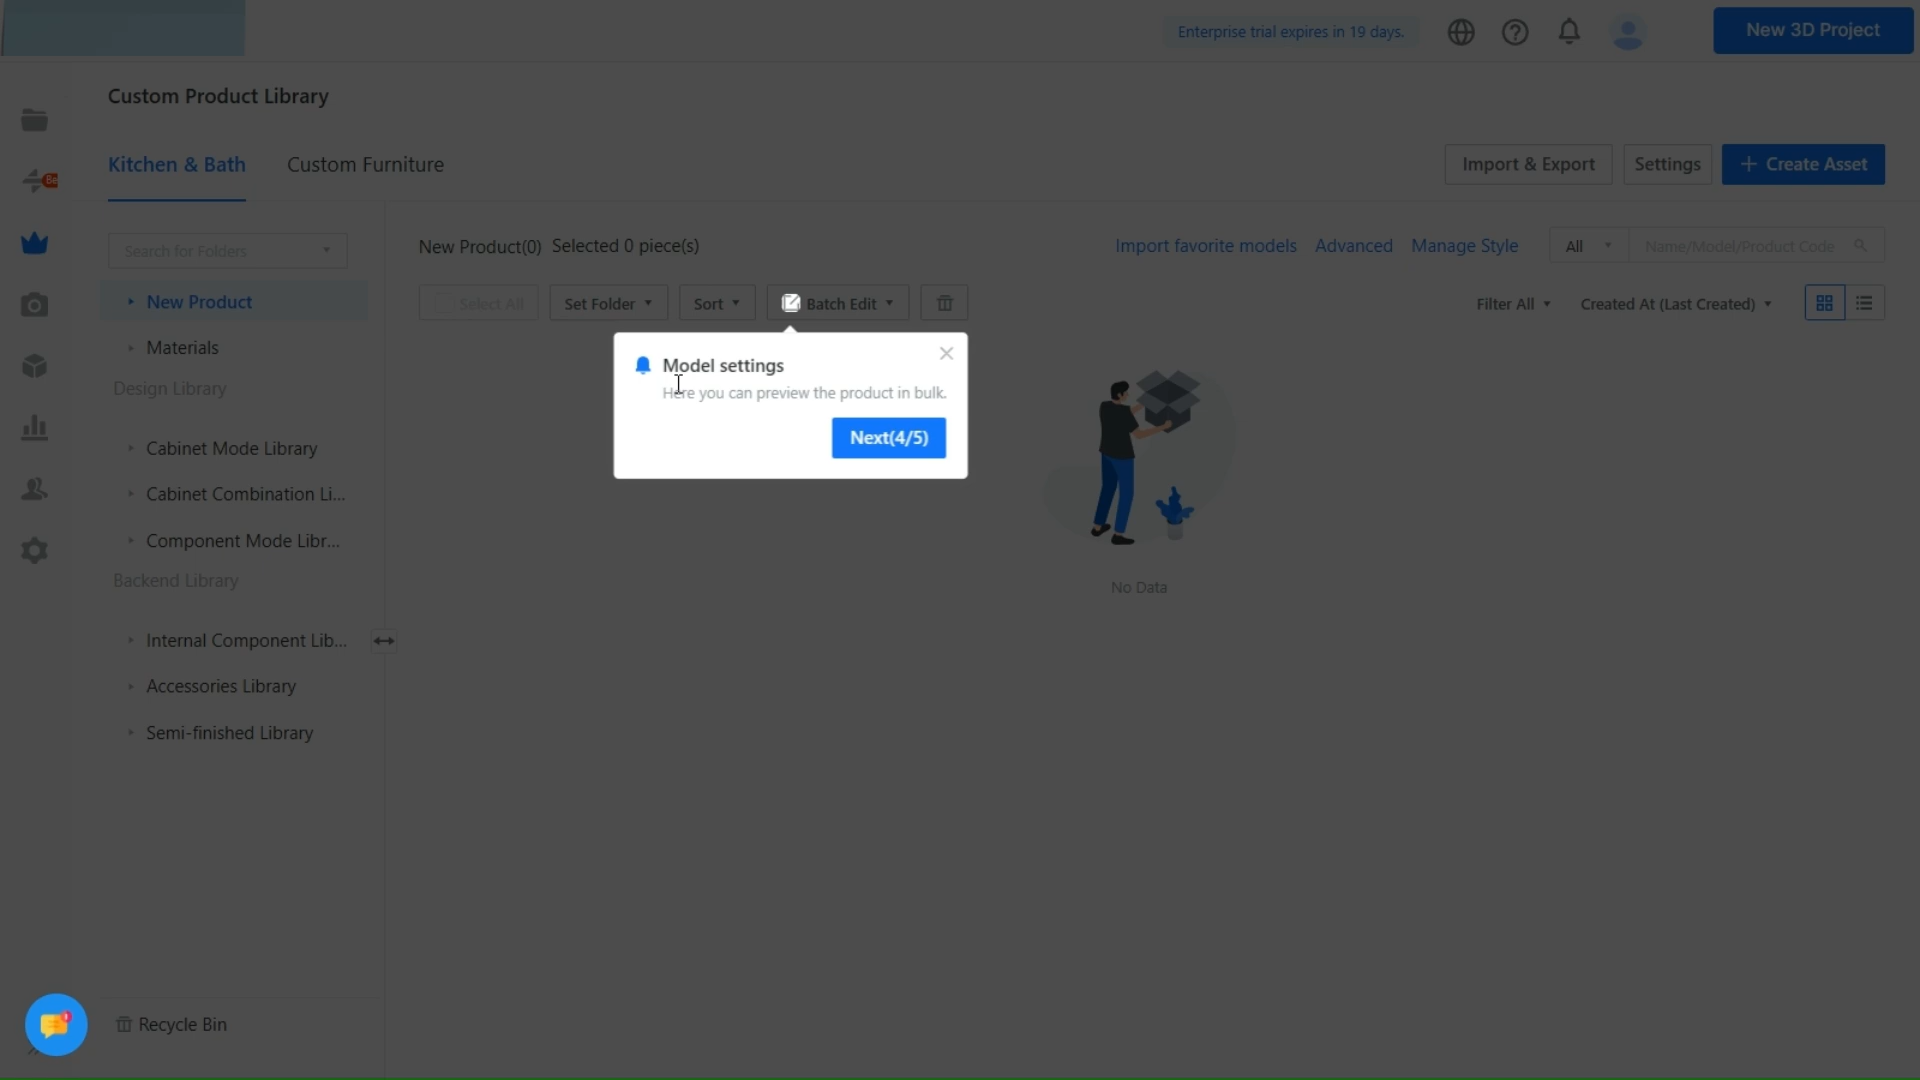 Enterprise trial expires in 19 days.
New 3D Project
Custom Product Library
Be
Kitchen & Bath
Custom Furniture
Import & Export
Settings
+ Create Asset
Search for Folders
New Product(0) Selected 0 piece(s)
Import favorite models
Advanced
Manage Style
All
Name/Model/Product Code
New Product
Select All
Set Folder
Sort
Batch Edit
Filter All
Created At (Last Created)
Materials
Model settings
Here you can preview the product in bulk.
Next(4/5)
Design Library
Cabinet Mode Library
Cabinet Combination Li...
Component Mode Libr...
Backend Library
No Data
Internal Component Lib...
Accessories Library
Semi-finished Library
Recycle Bin